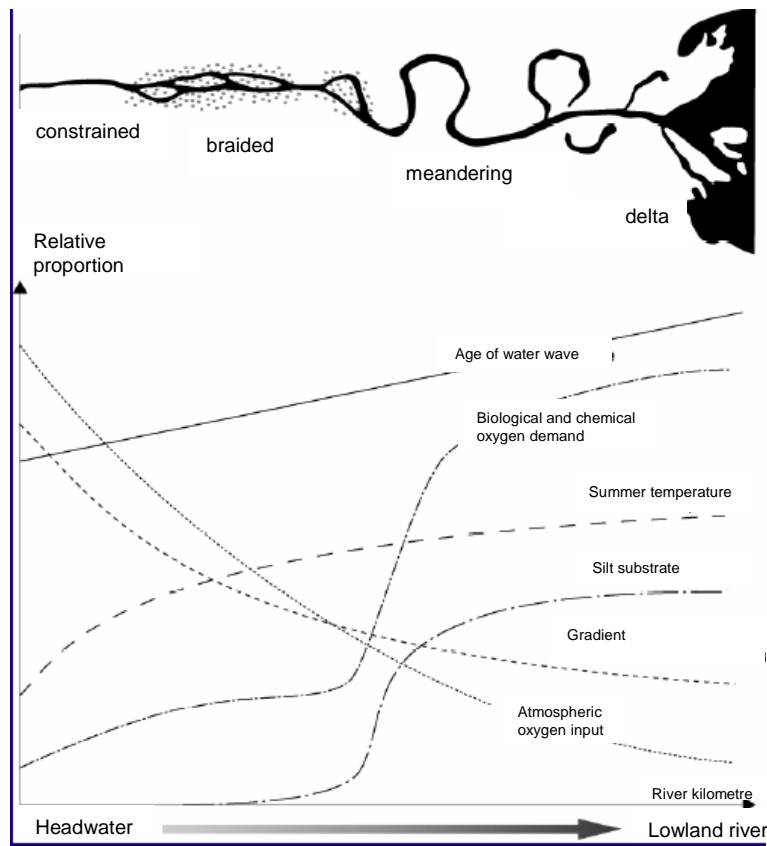 constrained
braided
meandering
delta
Relative
proportion
Age of water wave
Biological and chemical
oxygen demand
Summer temperature
Silt substrate
Gradient
Atmospheric
oxygen input
River kilometre
Headwater
Lowland river